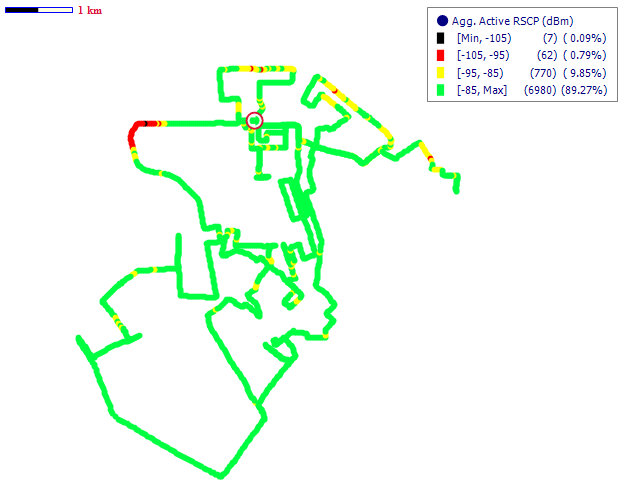 1 km
Agg. Active RSCP (dBm)
[Min, -105) (7) ( 0.09%)
[-105, -95) (62) ( 0.79%)
[-95, -85) (770) ( 9.85%)
[-85, Max] (6980) (89.27%)